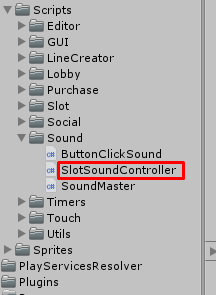 Scripts
Editor
GUI
LineCreator
Lobby
Purchase
Slot
Social
Sound
ButtonClickSound
SlotSoundController
SoundMaster
Timers
Touch
Utils
Sprites
PlayServicesResolver
Plugins